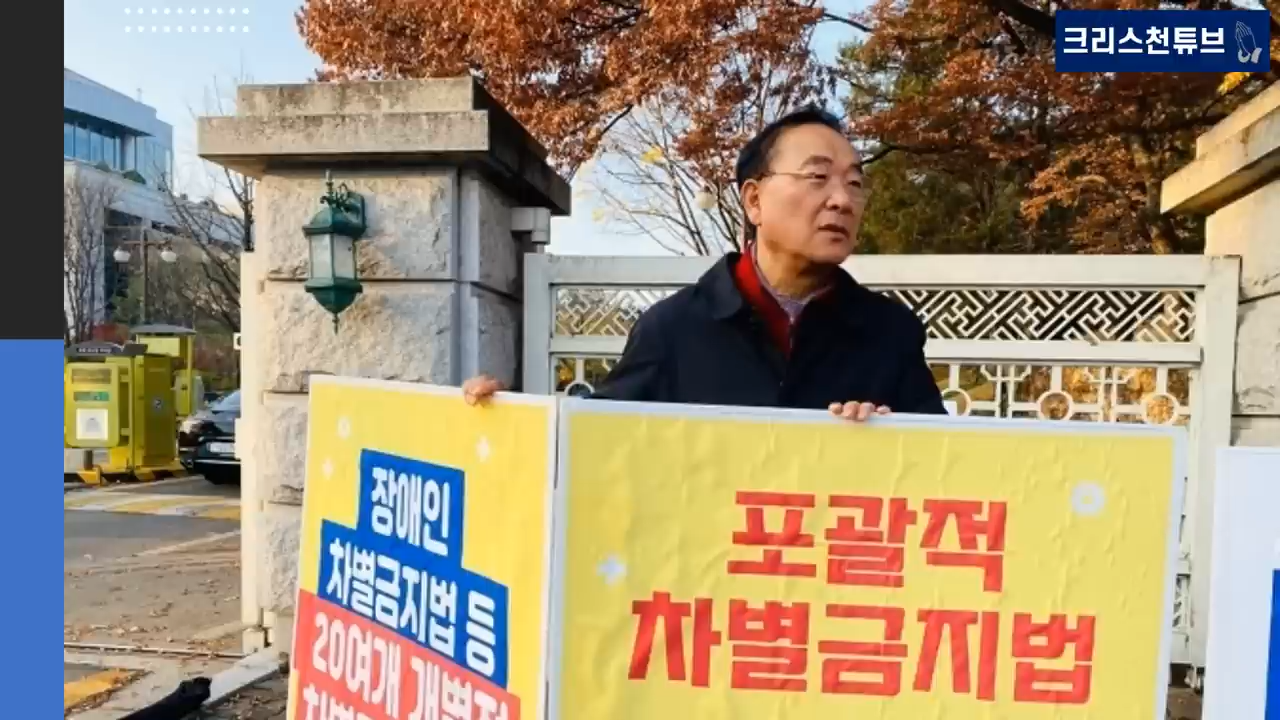 크리스천튜브
장애인
차별금지법 등
20여개 개별적
포괄적
차별금지법